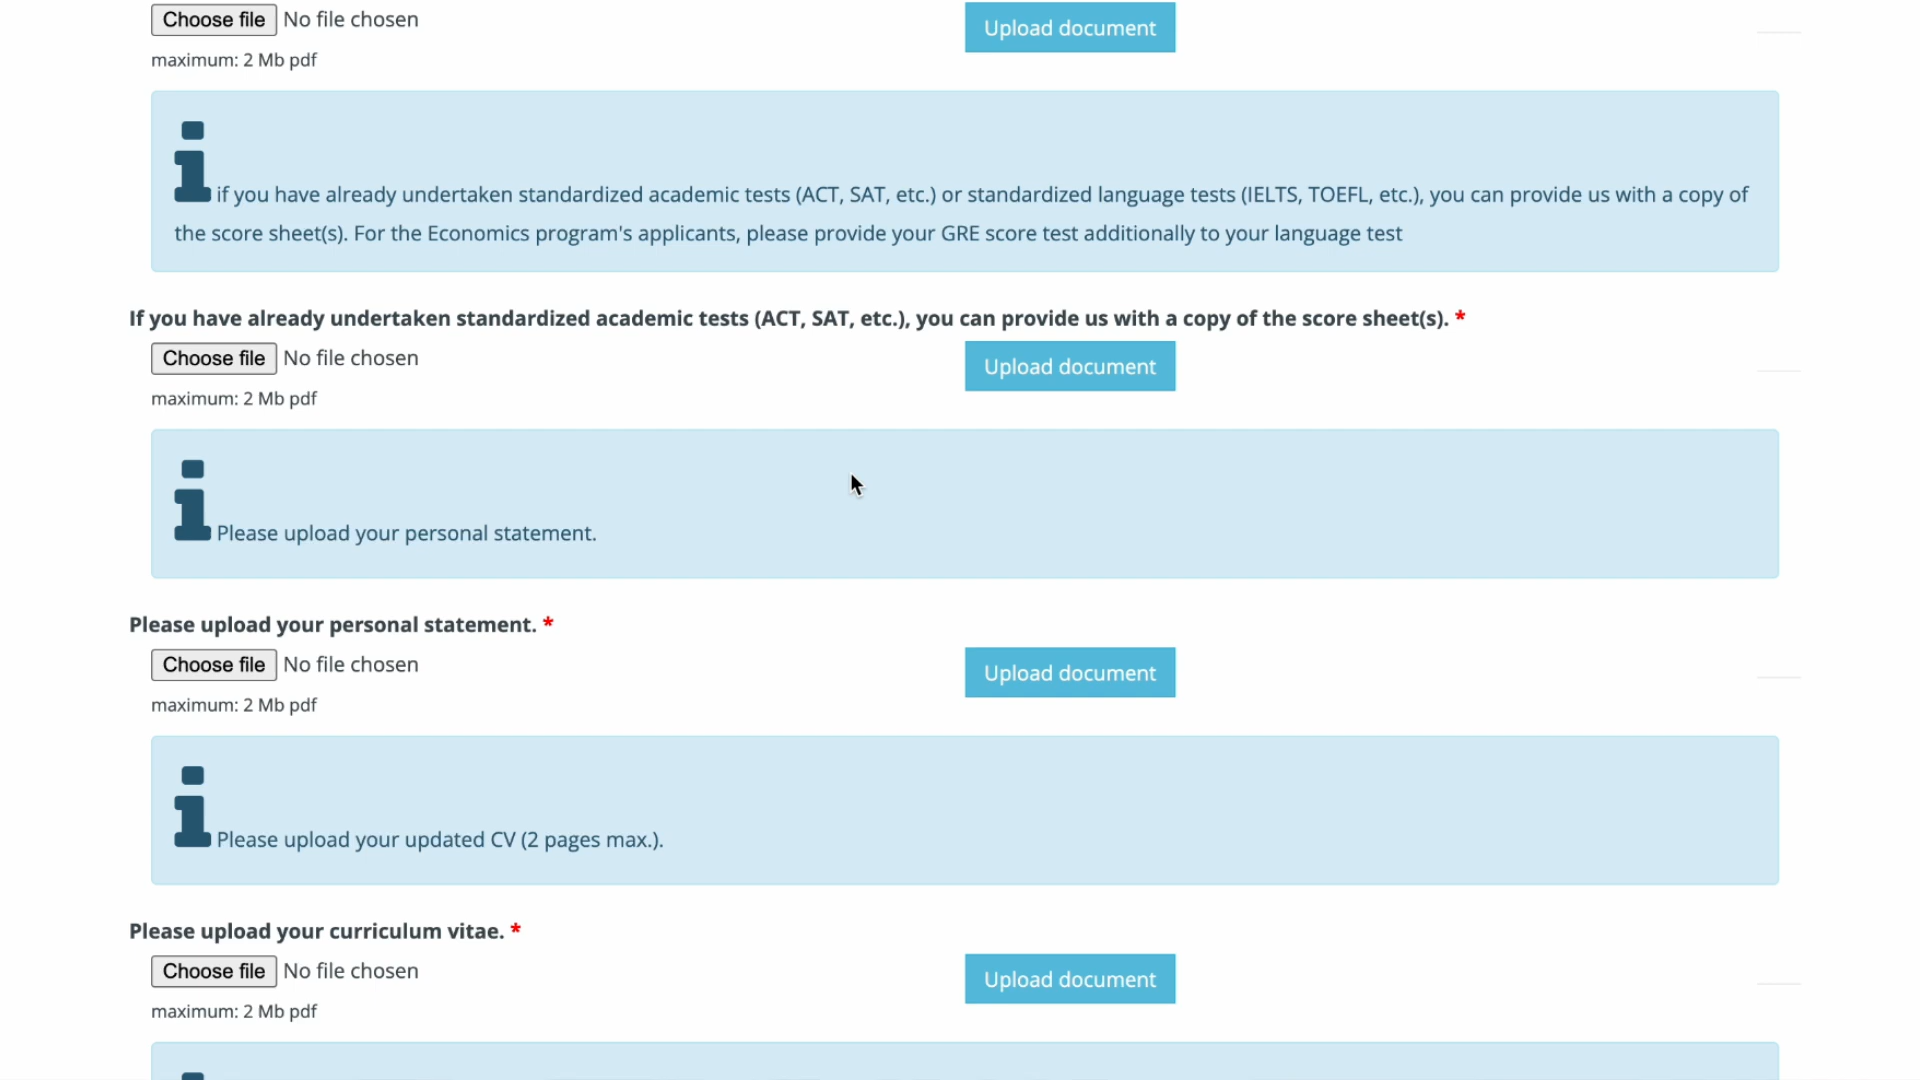 Choose file No file chosen
Upload document
maximum: 2 Mb pdf
if you have already undertaken standardized academic tests (ACT, SAT, etc.) or standardized language tests (IELTS, TOEFL, etc.), you can provide us with a copy of
the score sheet(s). For the Economics program's applicants, please provide your GRE score test additionally to your language test
If you have already undertaken standardized academic tests (ACT, SAT, etc.), you can provide us with a copy of the score sheet(s). *
Choose file No file chosen
Upload document
maximum: 2 Mb pdf
Please upload your personal statement.
Please upload your personal statement. *
Choose file No file chosen
Upload document
maximum: 2 Mb pdf
Please upload your updated CV (2 pages max.).
Please upload your curriculum vitae. *
Choose file No file chosen
Upload document
maximum: 2 Mb pdf